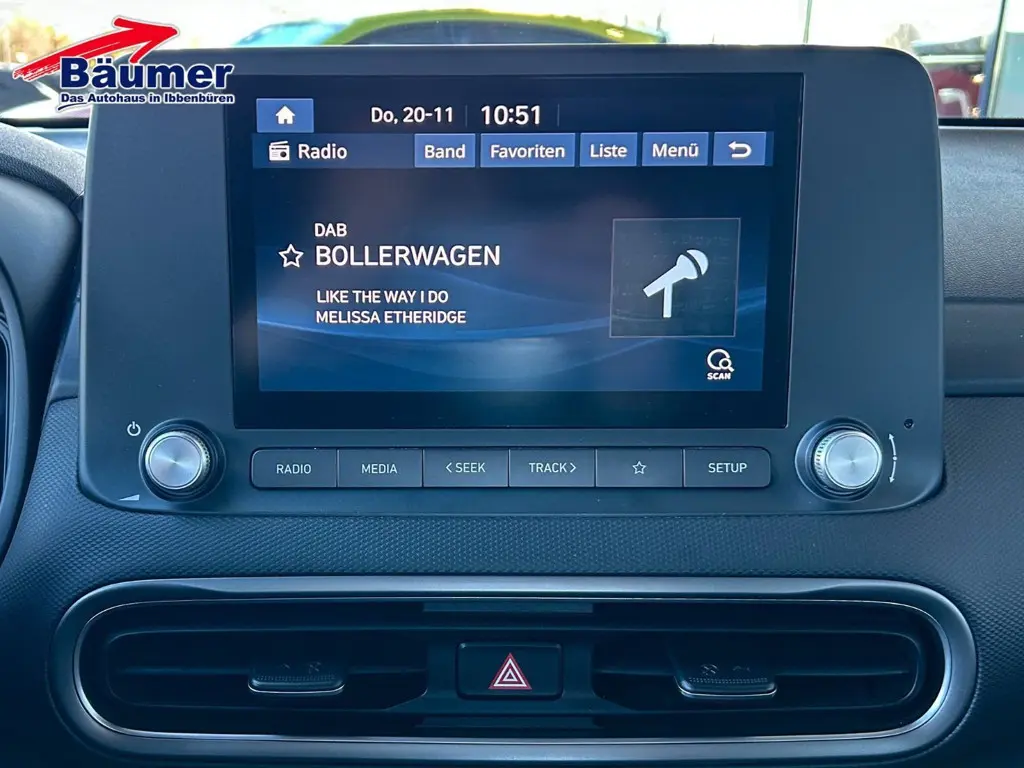 Bäumer
Das Autohaus in Ibbenbüren
Do, 20-11 10:51
Radio Band Favoriten Liste Menü
DAB
BOLLERWAGEN
LIKE THE WAY I DO
MELISSA ETHERIDGE
SCAN
RADIO MEDIA <SEEK TRACK> SETUP